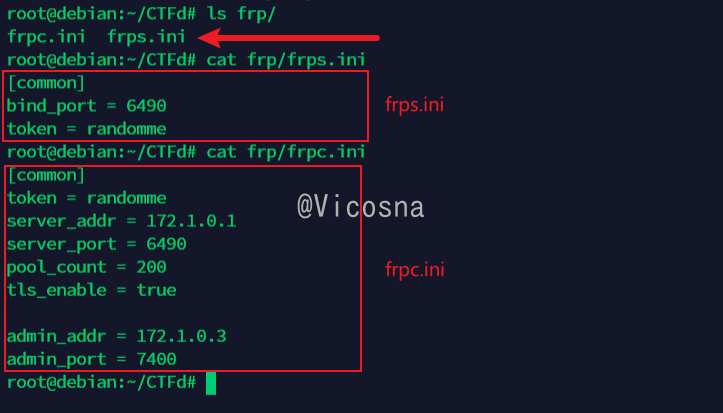 root@debian:~/CTFd# ls frp/
frpc.ini  frps.ini
root@debian:~/CTFd# cat frp/frps.ini
[common]
bind_port = 6490
frps.ini
token = randomme
root@debian:~/CTFd# cat frp/frpc.ini
[common]
token = randomme
@Vicosna
server_addr = 172.1.0.1
server_port = 6490
pool_count = 200
frpc.ini
tls_enable = true
admin_addr = 172.1.0.3
admin_port = 7400
root@debian:~/CTFd#